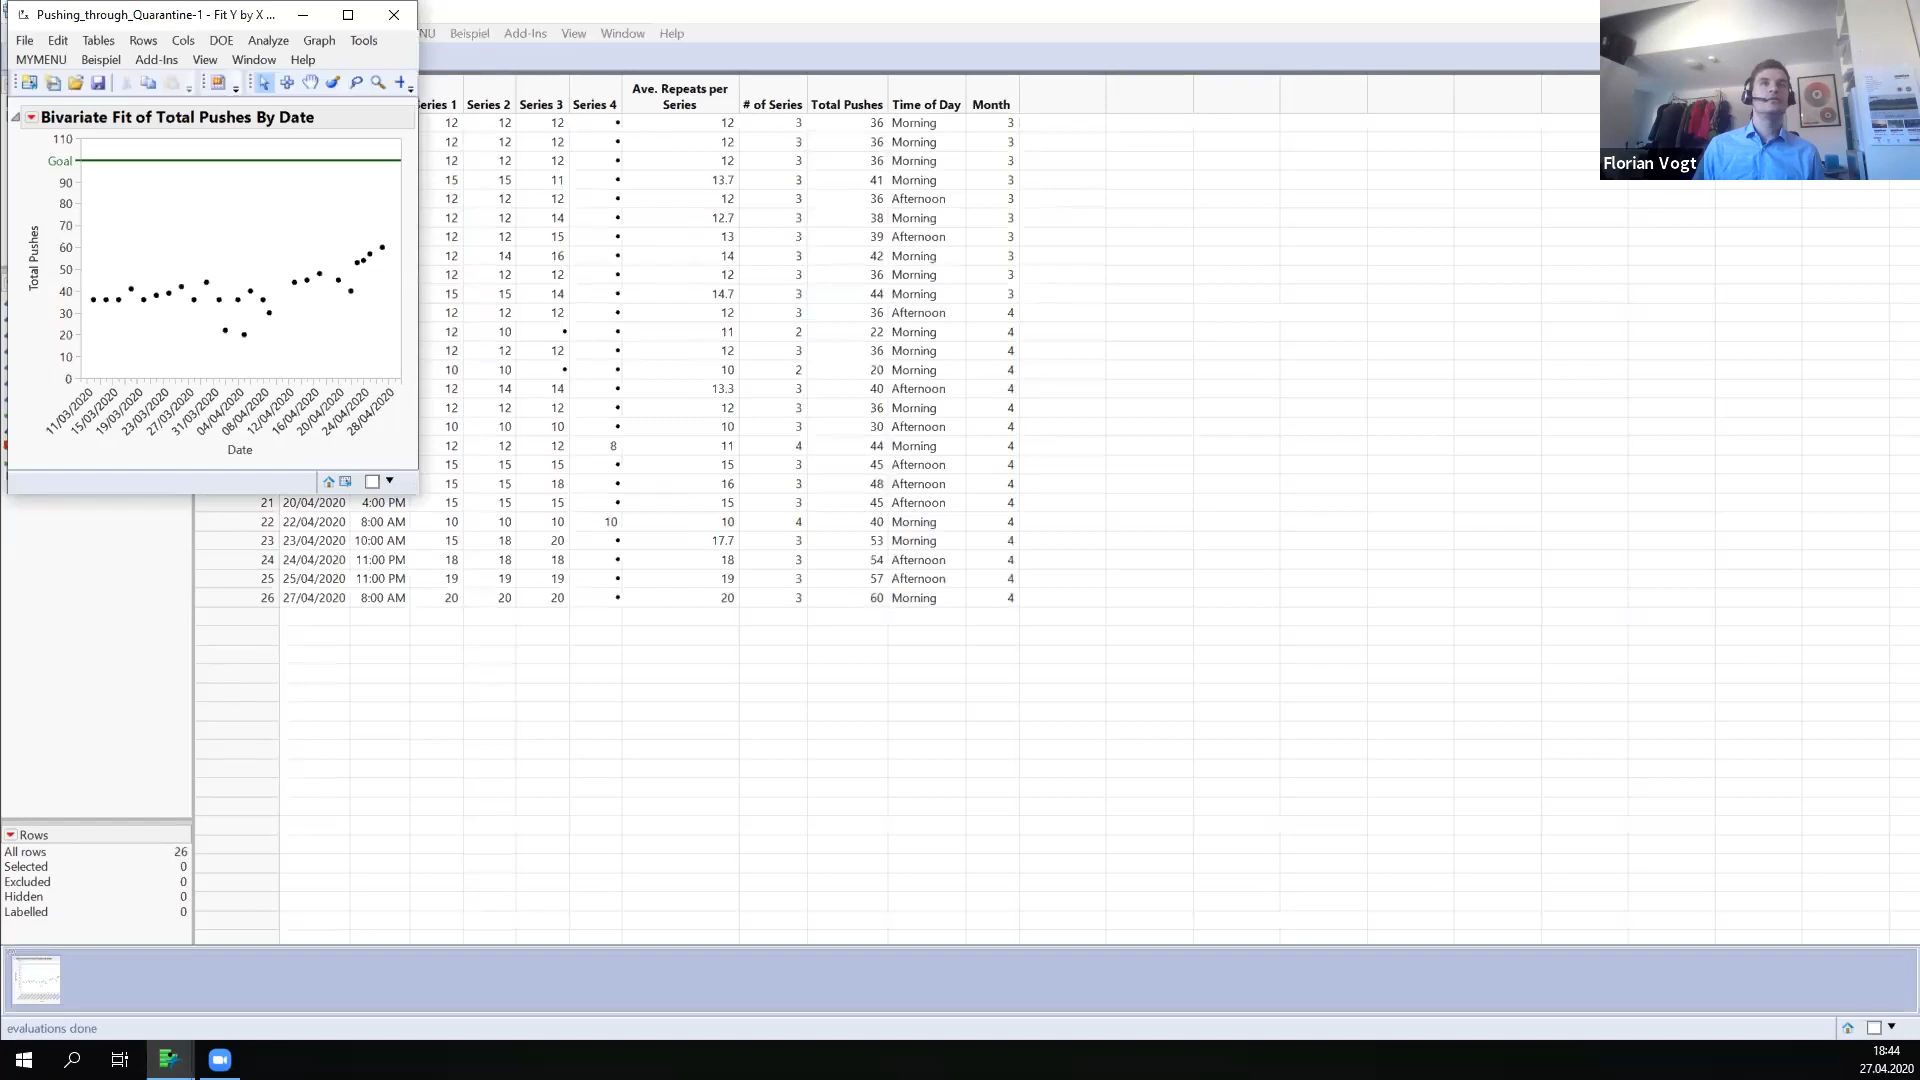 Pushing_through_Quarantine-1 - Fit Y by X ...
File Edit Tables Rows Cols DOE Analyze Graph Tools
MYMENU Beispiel Add-Ins View Window Help
NU Beispiel Add-Ins View Window Help
Bivariate Fit of Total Pushes By Date
110
Goal
90
80
70
60
50
40
30
20
10
0
Total Pushes
11/03/2020
15/03/2020
19/03/2020
23/03/2020
27/03/2020
31/03/2020
04/04/2020
08/04/2020
12/04/2020
16/04/2020
20/04/2020
24/04/2020
28/04/2020
Date
eries 1 Series 2 Series 3 Series 4 Ave. Repeats per Series # of Series Total Pushes Time of Day Month
12 12 12 • 12 3 36 Morning 3
12 12 12 • 12 3 36 Morning 3
12 12 12 • 12 3 36 Morning 3
15 15 11 • 13.7 3 41 Morning 3
12 12 12 • 12 3 36 Afternoon 3
12 12 14 • 12.7 3 38 Morning 3
12 12 15 • 13 3 39 Afternoon 3
12 14 16 • 14 3 42 Morning 3
12 12 12 • 12 3 36 Morning 3
15 15 14 • 14.7 3 44 Morning 3
12 12 12 • 12 3 36 Afternoon 4
12 10 • • 11 2 22 Morning 4
12 12 12 • 12 3 36 Morning 4
10 10 • • 10 2 20 Morning 4
12 14 14 • 13.3 3 40 Afternoon 4
12 12 12 • 12 3 36 Morning 4
10 10 10 • 10 3 30 Afternoon 4
12 12 12 8 11 4 44 Morning 4
15 15 15 • 15 3 45 Afternoon 4
15 15 18 • 16 3 48 Afternoon 4
21 20/04/2020 4:00 PM 15 15 15 • 15 3 45 Afternoon 4
22 22/04/2020 8:00 AM 10 10 10 10 10 4 40 Morning 4
23 23/04/2020 10:00 AM 15 18 20 • 17.7 3 53 Morning 4
24 24/04/2020 11:00 PM 18 18 18 • 18 3 54 Afternoon 4
25 25/04/2020 11:00 PM 19 19 19 • 19 3 57 Afternoon 4
26 27/04/2020 8:00 AM 20 20 20 • 20 3 60 Morning 4
Florian Vogt
Rows
All rows 26
Selected 0
Excluded 0
Hidden 0
Labelled 0
evaluations done
18:44
27.04.2020